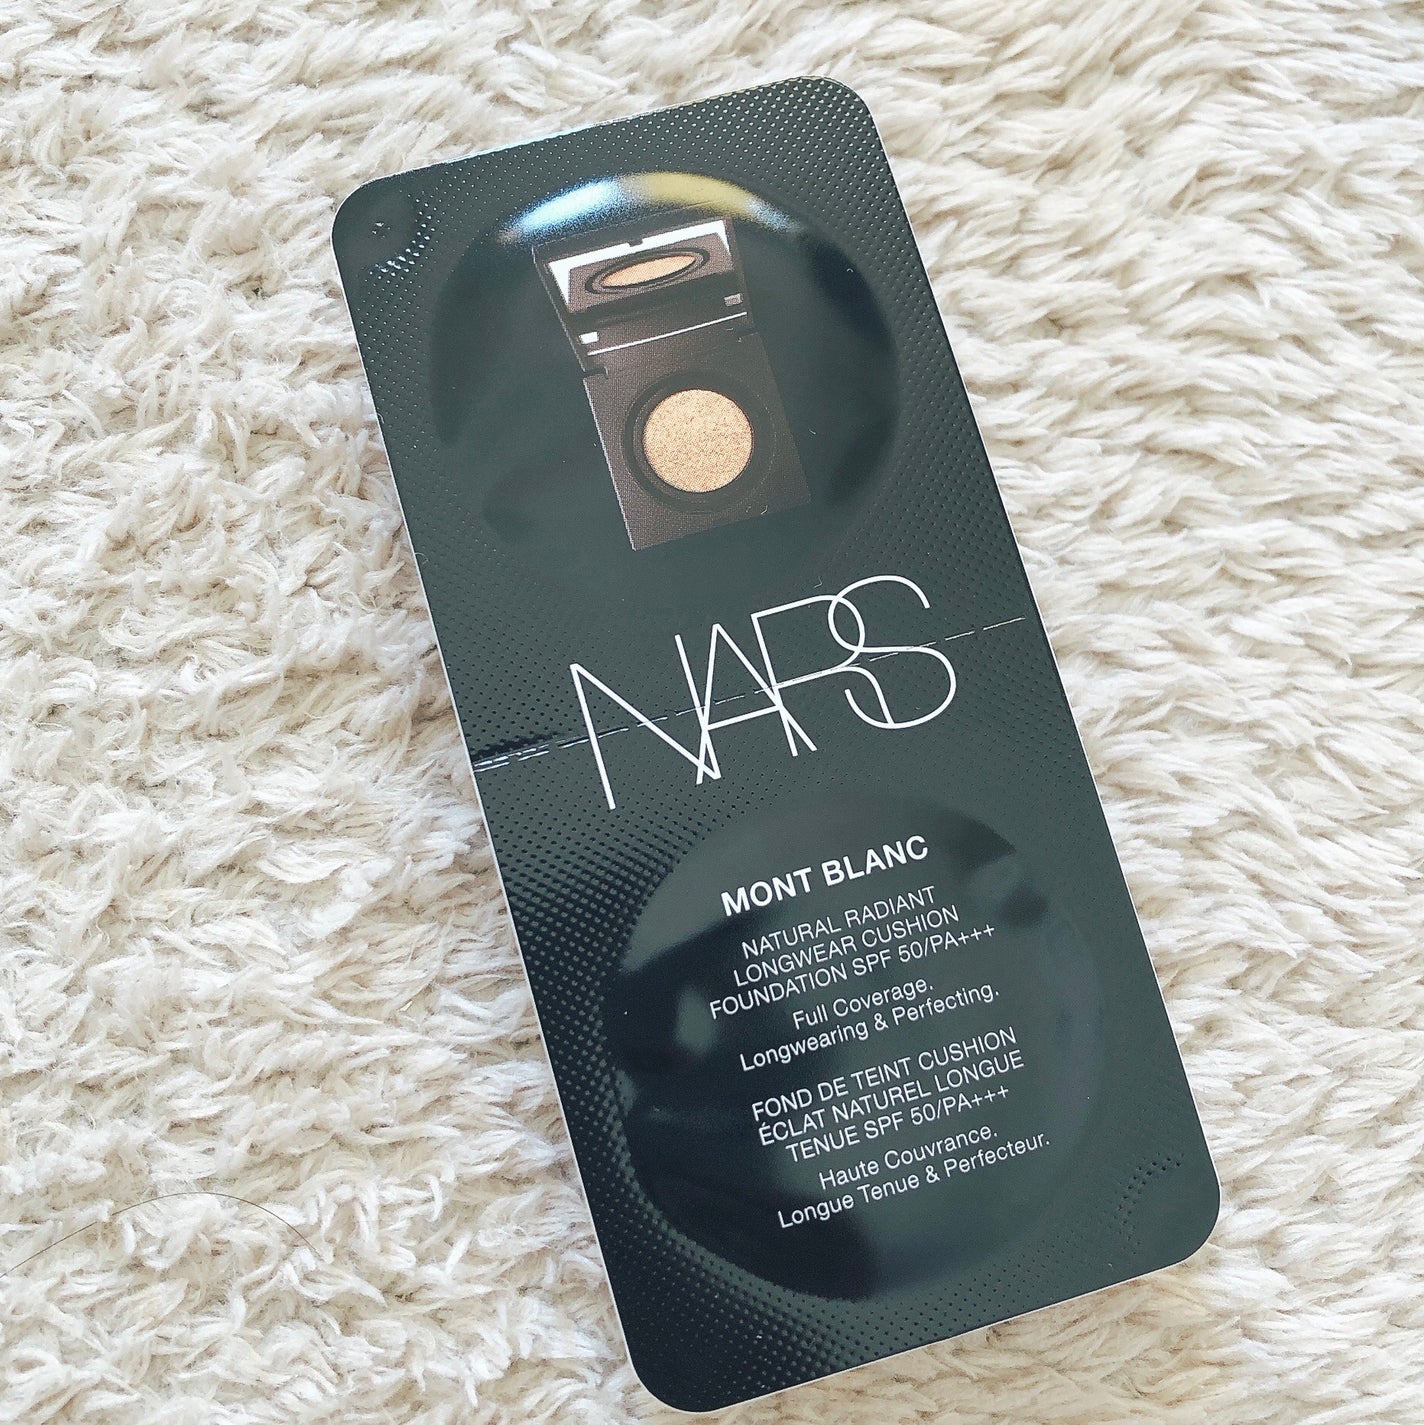 NARS
MONT BLANC
NATURAL RADIANT
LONGWEAR CUSHION
FOUNDATION SPF 50/PA+++
Full Coverage.
Longwearing & Perfecting.
FOND DE TEINT CUSHION
ÉCLAT NATUREL LONGUE
TENUE SPF 50/PA+++
Haute Couvrance.
Longue Tenue & Perfecteur.